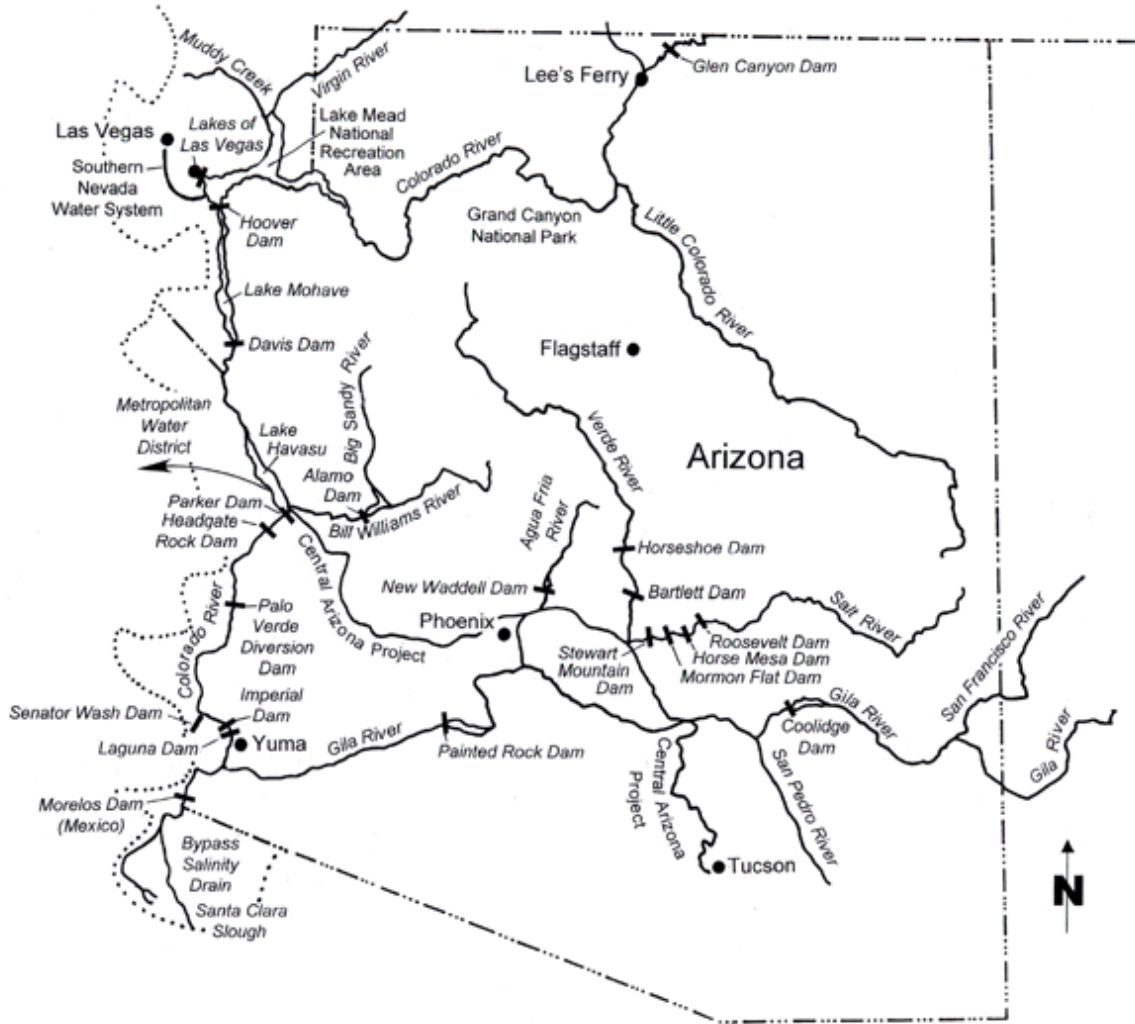 Muddy Creek
Virgin River
Glen Canyon Dam
Lee's Ferry
Las Vegas
Lakes of
Las Vegas
Lake Mead
National
Recreation
Area
Southern
Nevada
Water System
Colorado River
Grand Canyon
National Park
Little Colorado River
Hoover
Dam
Lake Mohave
Davis Dam
Flagstaff
Big Sandy River
Metropolitan
Water
District
Lake
Havasu
Verde River
Arizona
Alamo
Dam
Bill Williams River
Parker Dam
Headgate
Rock Dam
Agua Fria
River
Horseshoe Dam
Central Arizona Project
New Waddell Dam
Bartlett Dam
Colorado River
Palo
Verde
Diversion
Dam
Phoenix
Salt River
Roosevelt Dam
Horse Mesa Dam
Mormon Flat Dam
Stewart
Mountain
Dam
San Francisco River
Senator Wash Dam
Imperial
Dam
Laguna Dam
Yuma
Gila River
Painted Rock Dam
Gila River
Coolidge
Dam
Gila River
Central Arizona
Project
San Pedro River
Morelos Dam
(Mexico)
Bypass
Salinity
Drain
Santa Clara
Slough
Tucson
N